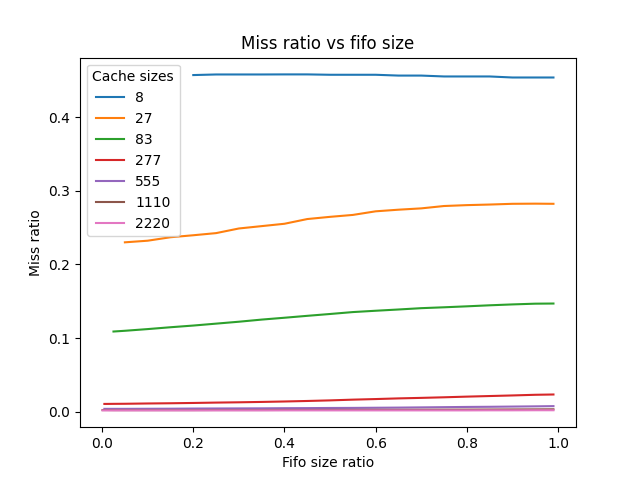 Miss ratio vs fifo size
Cache sizes
8
27
83
277
555
1110
2220
0.4
0.3
0.2
0.1
0.0
Miss ratio
0.0 0.2 0.4 0.6 0.8 1.0
Fifo size ratio